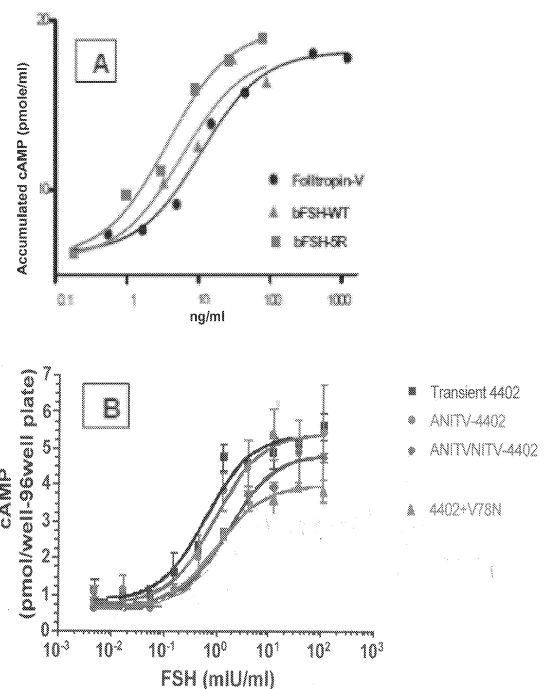 20
A
Accumulated cAMP (pmole/ml)
10
Folltropin-V
bFSH-WT
bFSH-5R
0.1 1 10 100 1000
ng/ml
B
7
6
5
4
3
2
1
0
cAMP
(pmol/well-96well plate)
10-3 10-2 10-1 100 101 102 103
FSH (mIU/ml)
Transient 4402
ANITV-4402
ANITVNITV-4402
4402+V78N